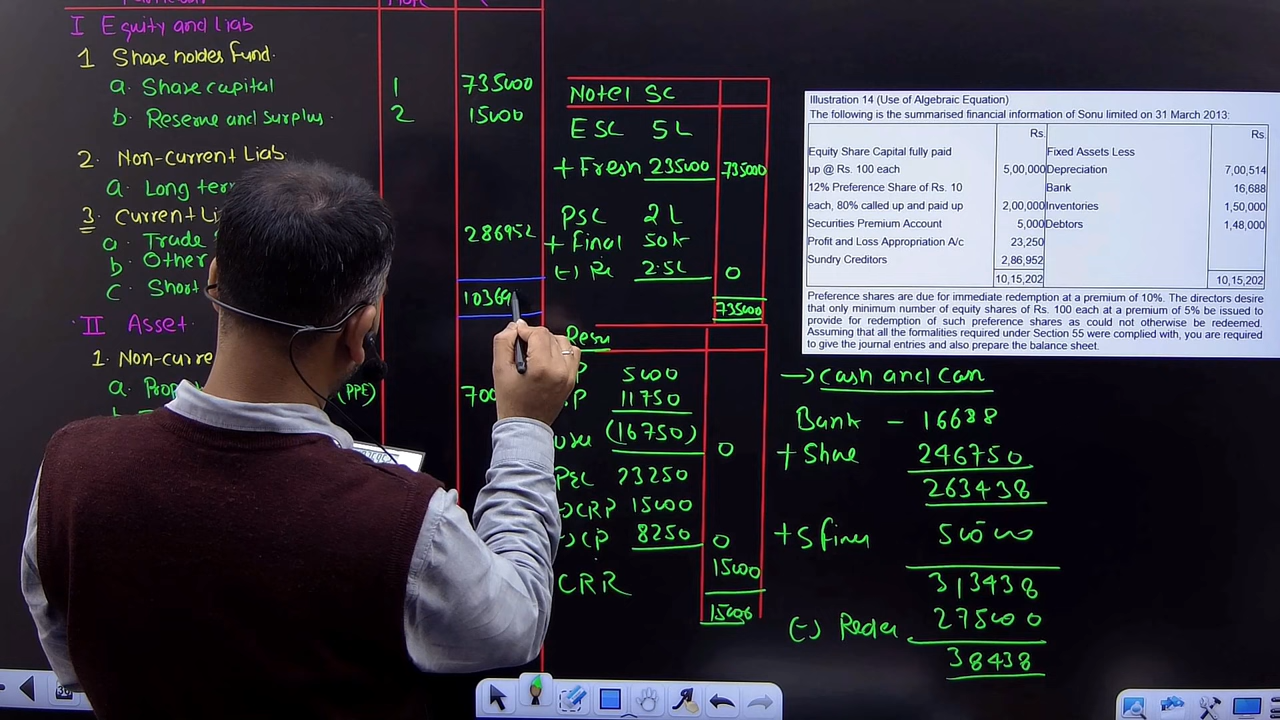 I Equity and Liab
1 Shareholdes fund.
a. Share capital 1 735000
b. Reserve and surplus. 2 15000
2. Non-current Liab
a. Long ter
3. Current Li
a. Trade 286952
b. Other
c. Shoot
10369
II Asset.
1. Non-curre
a. Prop (PPE)
700
Note1 SC
ESC 5L
+ Fresh 235000 735000
PSC 2L
+ Final 50k
(-) Re 2.5L 0
735000
Resu
P 5000
P 11750
use (16750) 0
P&L 23250
CRP 15000
P 8250 0
CRR 15000
15000
Illustration 14 (Use of Algebraic Equation)
The following is the summarised financial information of Sonu limited on 31 March 2013:
Rs. Rs.
Equity Share Capital fully paid Fixed Assets Less
up @ Rs. 100 each 5,00,000 Depreciation 7,00,514
12% Preference Share of Rs. 10 Bank 16,688
each, 80% called up and paid up 2,00,000 Inventories 1,50,000
Securities Premium Account 5,000 Debtors 1,48,000
Profit and Loss Appropriation A/c 23,250
Sundry Creditors 2,86,952
10,15,202 10,15,202
Preference shares are due for immediate redemption at a premium of 10%. The directors desire
that only minimum number of equity shares of Rs. 100 each at a premium of 5% be issued to
provide for redemption of such preference shares as could not otherwise be redeemed.
Assuming that all the formalities required under Section 55 were complied with, you are required
to give the journal entries and also prepare the balance sheet.
→ Cash and Cash
Bank – 16688
+ Share 246750
263438
+ S final 50000
313438
(-) Redem 275000
38438